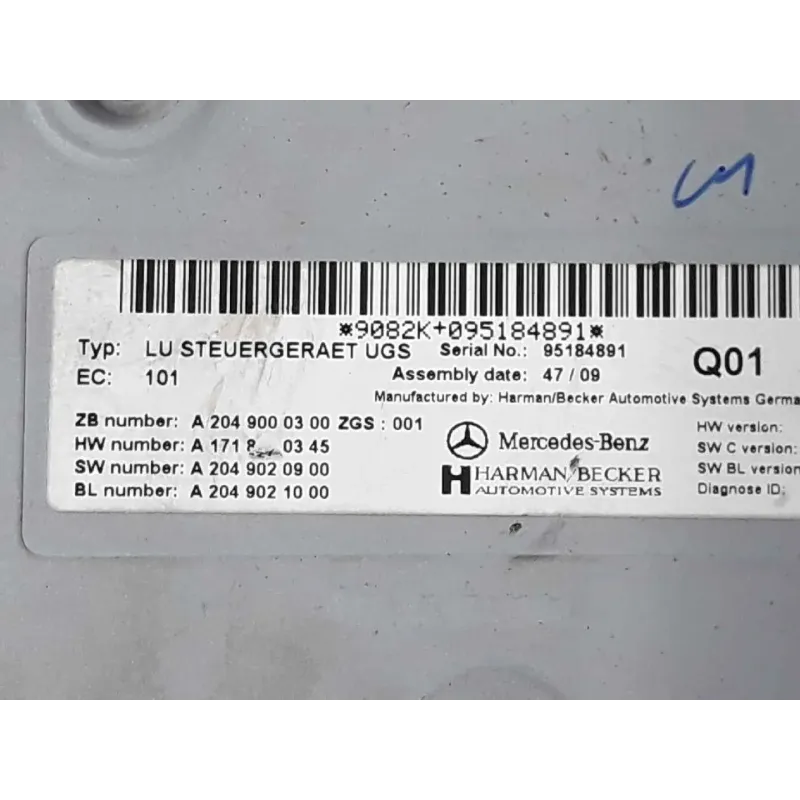 *9082K+095184891*
Typ: LU STEUERGERAET UGS Serial No.: 95184891 Q01
EC: 101 Assembly date: 47/09
Manufactured by: Harman/Becker Automotive Systems
ZB number: A 204 900 03 00 ZGS : 001
HW number: A 171 03 45
SW number: A 204 902 09 00
BL number: A 204 902 10 00
Mercedes-Benz
HARMAN/BECKER
AUTOMOTIVE SYSTEMS
HW version:
SW C version:
SW BL version
Diagnose ID: